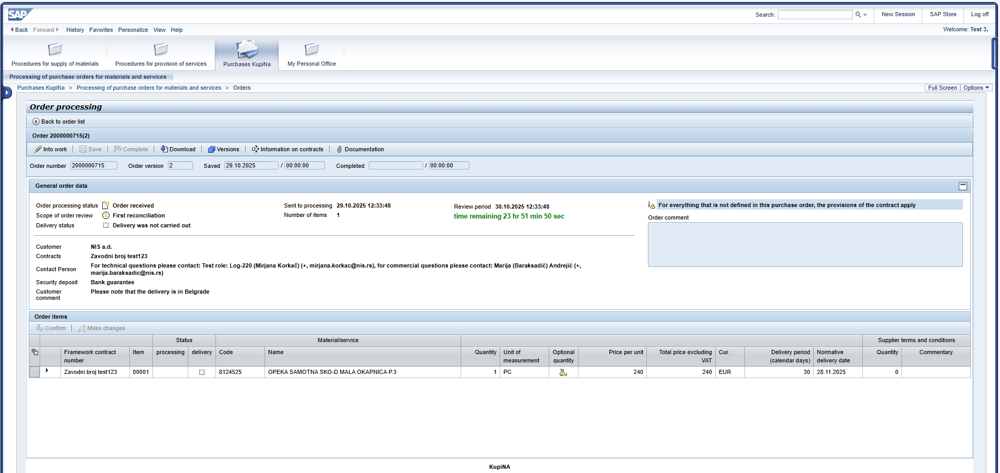 SAP
Search:
New Session
SAP Store
Log off
Back
Forward
History
Favorites
Personalize
View
Help
Welcome: Test 3,
Procedures for supply of materials
Procedures for provision of services
Purchases KupiNa
My Personal Office
Processing of purchase orders for materials and services
Purchases KupiNa > Processing of purchase orders for materials and services > Orders
Full Screen
Options
Order processing
Back to order list
Order 2000000715(2)
Into work
Save
Complete
Download
Versions
Information on contracts
Documentation
Order number 2000000715
Order version 2
Saved 29.10.2025 / 00:00:00
Completed / 00:00:00
General order data
Order processing status Order received
Sent to processing 29.10.2025 12:33:48
Review period 30.10.2025 12:33:48
For everything that is not defined in this purchase order, the provisions of the contract apply
Scope of order review First reconciliation
Number of items 1
time remaining 23 hr 51 min 50 sec
Order comment
Delivery status Delivery was not carried out
Customer NIS a.d.
Contracts Zavodni broj test123
Contact Person For technical questions please contact: Test role: Log-220 (Mirjana Korkač) (+, mirjana.korkac@nis.rs), for commercial questions please contact: Marija (Baraksadić) Andrejić (+,
marija.baraksadic@nis.rs)
Security deposit Bank guarantee
Customer comment Please note that the delivery is in Belgrade
Order items
Confirm
Make changes
Status
Material/service
Supplier terms and conditions
Framework contract number
Item
processing
delivery
Code
Name
Quantity
Unit of measurement
Optional quantity
Price per unit
Total price excluding VAT
Cur.
Delivery period (calendar days)
Normative delivery date
Quantity
Commentary
Zavodni broj test123
00001
8124525
OPEKA SAMOTNA SKO-D MALA OKAPNICA P.3
1
PC
240
240
EUR
30
28.11.2025
0
KupiNA